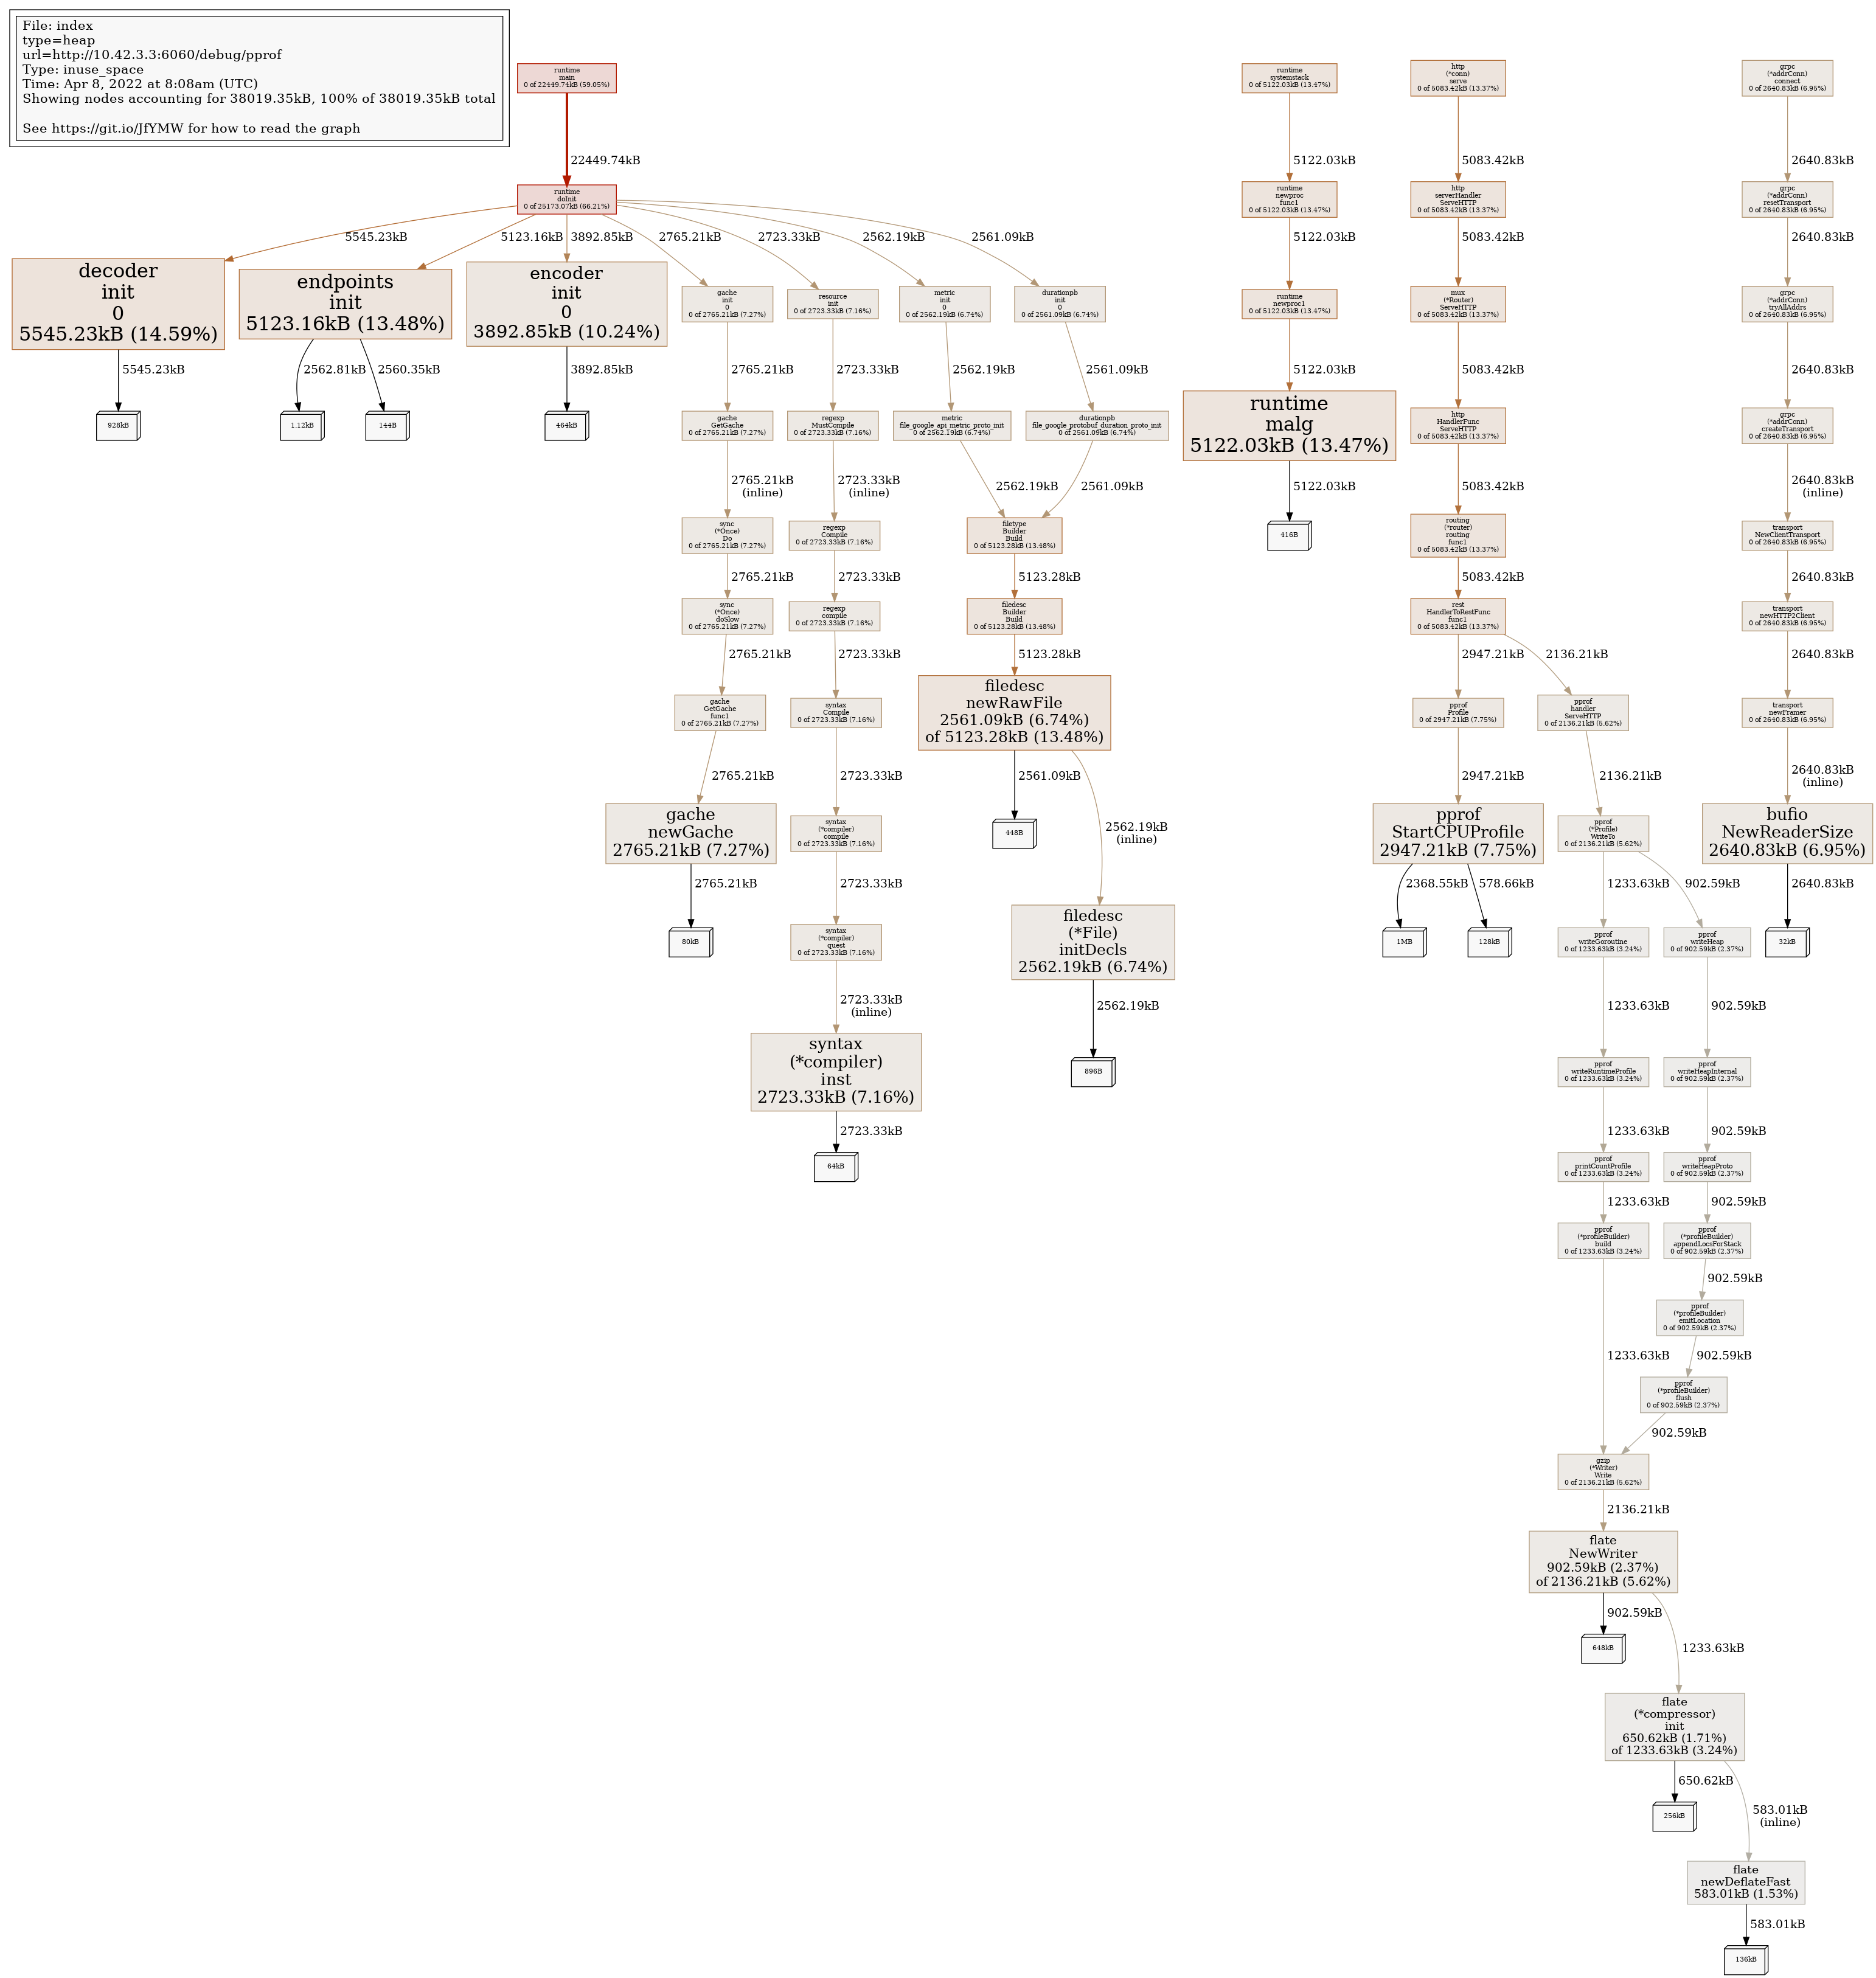 File: index
type=heap
url=http://10.42.3.3:6060/debug/pprof
Type: inuse_space
Time: Apr 8, 2022 at 8:08am (UTC)
Showing nodes accounting for 38019.35kB, 100% of 38019.35kB total
See https://git.io/JfYMW for how to read the graph
runtime
main
0 of 22449.74kB (59.05%)
22449.74kB
runtime
doInit
0 of 25173.07kB (66.21%)
5545.23kB
5123.16kB
3892.85kB
2765.21kB
2723.33kB
2562.19kB
2561.09kB
decoder
init
0
5545.23kB (14.59%)
5545.23kB
928kB
endpoints
init
5123.16kB (13.48%)
2562.81kB
2560.35kB
1.12kB
144B
encoder
init
0
3892.85kB (10.24%)
3892.85kB
464kB
gache
init
0
0 of 2765.21kB (7.27%)
2765.21kB
gache
GetGache
0 of 2765.21kB (7.27%)
2765.21kB
(inline)
sync
(*Once)
Do
0 of 2765.21kB (7.27%)
2765.21kB
sync
(*Once)
doSlow
0 of 2765.21kB (7.27%)
2765.21kB
gache
GetGache
func1
0 of 2765.21kB (7.27%)
2765.21kB
gache
newGache
2765.21kB (7.27%)
2765.21kB
80kB
resource
init
0 of 2723.33kB (7.16%)
2723.33kB
regexp
MustCompile
0 of 2723.33kB (7.16%)
2723.33kB
(inline)
regexp
Compile
0 of 2723.33kB (7.16%)
2723.33kB
regexp
compile
0 of 2723.33kB (7.16%)
2723.33kB
syntax
Compile
0 of 2723.33kB (7.16%)
2723.33kB
syntax
(*compiler)
compile
0 of 2723.33kB (7.16%)
2723.33kB
syntax
(*compiler)
quest
0 of 2723.33kB (7.16%)
2723.33kB
(inline)
syntax
(*compiler)
inst
2723.33kB (7.16%)
2723.33kB
64kB
metric
init
0
0 of 2562.19kB (6.74%)
2562.19kB
metric
file_google_api_metric_proto_init
0 of 2562.19kB (6.74%)
2562.19kB
durationpb
init
0
0 of 2561.09kB (6.74%)
2561.09kB
durationpb
file_google_protobuf_duration_proto_init
0 of 2561.09kB (6.74%)
2561.09kB
filetype
Builder
Build
0 of 5123.28kB (13.48%)
5123.28kB
filedesc
Builder
Build
0 of 5123.28kB (13.48%)
5123.28kB
filedesc
newRawFile
2561.09kB (6.74%)
of 5123.28kB (13.48%)
2561.09kB
448B
2562.19kB
(inline)
filedesc
(*File)
initDecls
2562.19kB (6.74%)
2562.19kB
896B
runtime
systemstack
0 of 5122.03kB (13.47%)
5122.03kB
runtime
newproc
func1
0 of 5122.03kB (13.47%)
5122.03kB
runtime
newproc1
0 of 5122.03kB (13.47%)
5122.03kB
runtime
malg
5122.03kB (13.47%)
5122.03kB
416B
http
(*conn)
serve
0 of 5083.42kB (13.37%)
5083.42kB
http
serverHandler
ServeHTTP
0 of 5083.42kB (13.37%)
5083.42kB
mux
(*Router)
ServeHTTP
0 of 5083.42kB (13.37%)
5083.42kB
http
HandlerFunc
ServeHTTP
0 of 5083.42kB (13.37%)
5083.42kB
routing
(*router)
routing
func1
0 of 5083.42kB (13.37%)
5083.42kB
rest
HandlerToRestFunc
func1
0 of 5083.42kB (13.37%)
2947.21kB
2136.21kB
pprof
Profile
0 of 2947.21kB (7.75%)
2947.21kB
pprof
StartCPUProfile
2947.21kB (7.75%)
2368.55kB
578.66kB
1MB
128kB
pprof
handler
ServeHTTP
0 of 2136.21kB (5.62%)
2136.21kB
pprof
(*Profile)
WriteTo
0 of 2136.21kB (5.62%)
1233.63kB
902.59kB
pprof
writeGoroutine
0 of 1233.63kB (3.24%)
1233.63kB
pprof
writeRuntimeProfile
0 of 1233.63kB (3.24%)
1233.63kB
pprof
printCountProfile
0 of 1233.63kB (3.24%)
1233.63kB
pprof
(*profileBuilder)
build
0 of 1233.63kB (3.24%)
1233.63kB
pprof
writeHeap
0 of 902.59kB (2.37%)
902.59kB
pprof
writeHeapInternal
0 of 902.59kB (2.37%)
902.59kB
pprof
writeHeapProto
0 of 902.59kB (2.37%)
902.59kB
pprof
(*profileBuilder)
appendLocsForStack
0 of 902.59kB (2.37%)
902.59kB
pprof
(*profileBuilder)
emitLocation
0 of 902.59kB (2.37%)
902.59kB
pprof
(*profileBuilder)
flush
0 of 902.59kB (2.37%)
902.59kB
gzip
(*Writer)
Write
0 of 2136.21kB (5.62%)
2136.21kB
flate
NewWriter
902.59kB (2.37%)
of 2136.21kB (5.62%)
902.59kB
648kB
1233.63kB
flate
(*compressor)
init
650.62kB (1.71%)
of 1233.63kB (3.24%)
650.62kB
256kB
583.01kB
(inline)
flate
newDeflateFast
583.01kB (1.53%)
583.01kB
136kB
grpc
(*addrConn)
connect
0 of 2640.83kB (6.95%)
2640.83kB
grpc
(*addrConn)
resetTransport
0 of 2640.83kB (6.95%)
2640.83kB
grpc
(*addrConn)
tryAllAddrs
0 of 2640.83kB (6.95%)
2640.83kB
grpc
(*addrConn)
createTransport
0 of 2640.83kB (6.95%)
2640.83kB
(inline)
transport
NewClientTransport
0 of 2640.83kB (6.95%)
2640.83kB
transport
newHTTP2Client
0 of 2640.83kB (6.95%)
2640.83kB
transport
newFramer
0 of 2640.83kB (6.95%)
2640.83kB
(inline)
bufio
NewReaderSize
2640.83kB (6.95%)
2640.83kB
32kB